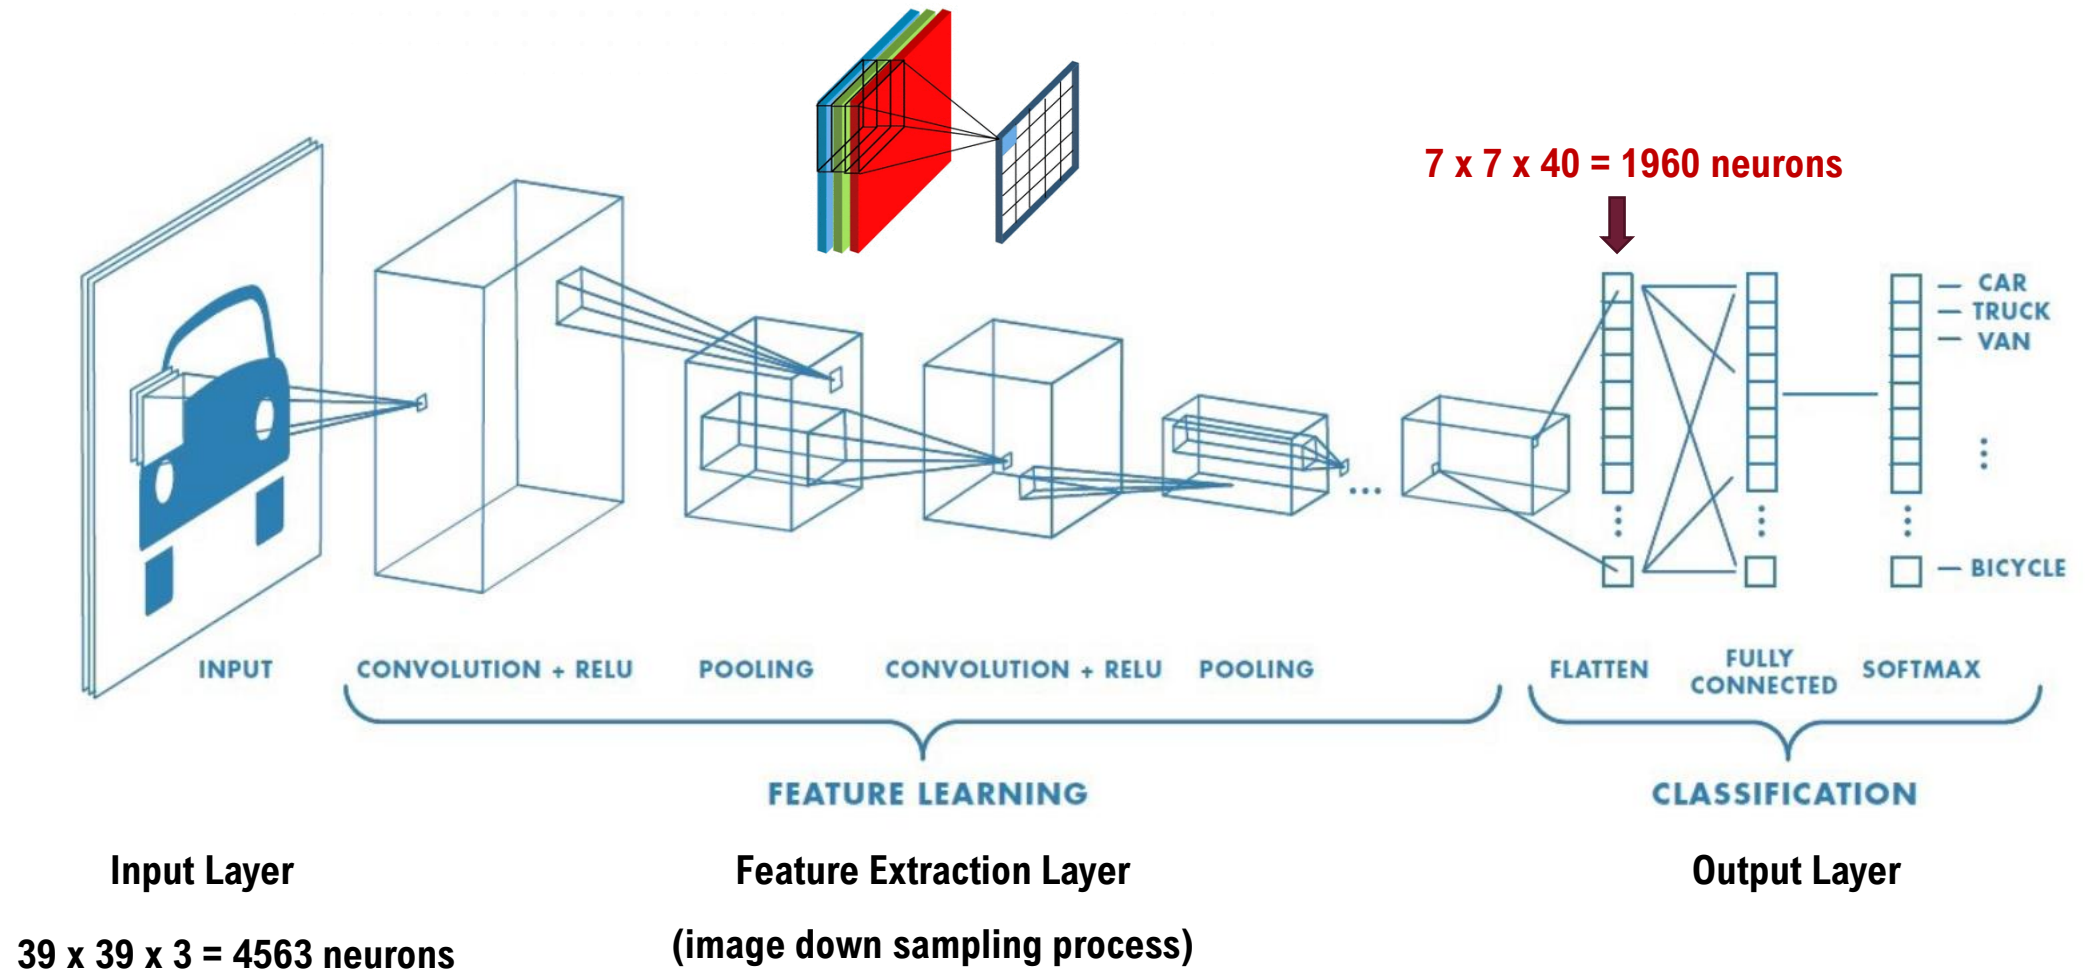 7 x 7 x 40 = 1960 neurons
CAR
TRUCK
VAN
BICYCLE
INPUT
CONVOLUTION + RELU
POOLING
CONVOLUTION + RELU
POOLING
FLATTEN
FULLY
CONNECTED
SOFTMAX
FEATURE LEARNING
CLASSIFICATION
Input Layer
Feature Extraction Layer
Output Layer
39 x 39 x 3 = 4563 neurons
(image down sampling process)